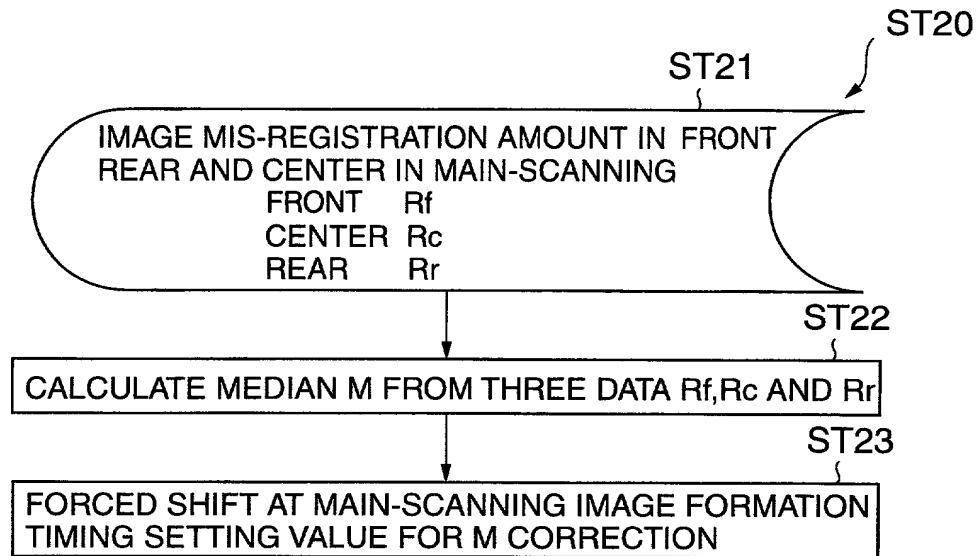 ST20
ST21
IMAGE MIS-REGISTRATION AMOUNT IN FRONT
REAR AND CENTER IN MAIN-SCANNING
FRONT Rf
CENTER Rc
REAR Rr
ST22
CALCULATE MEDIAN M FROM THREE DATA Rf,Rc AND Rr
ST23
FORCED SHIFT AT MAIN-SCANNING IMAGE FORMATION
TIMING SETTING VALUE FOR M CORRECTION